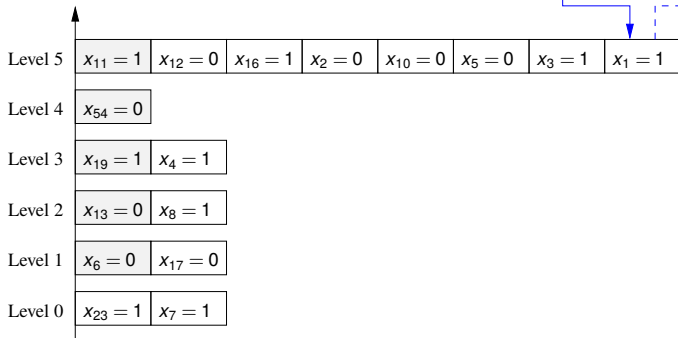 Level 5 x₁₁ = 1 x₁₂ = 0 x₁₆ = 1 x₂ = 0 x₁₀ = 0 x₅ = 0 x₃ = 1 x₁ = 1
Level 4 x₅₄ = 0
Level 3 x₁₉ = 1 x₄ = 1
Level 2 x₁₃ = 0 x₈ = 1
Level 1 x₆ = 0 x₁₇ = 0
Level 0 x₂₃ = 1 x₇ = 1